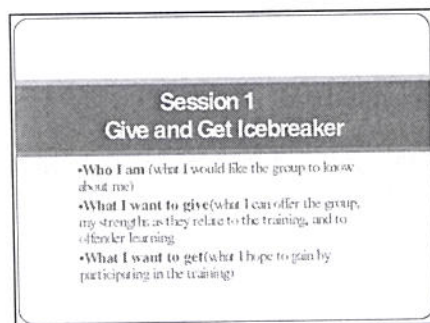 Session 1
Give and Get Icebreaker
•Who I am (what I would like the group to know
about me)
•What I want to give(what I can offer the group,
my strengths as they relate to the training, and to
offender learning
•What I want to get(what I hope to gain by
participating in the training)